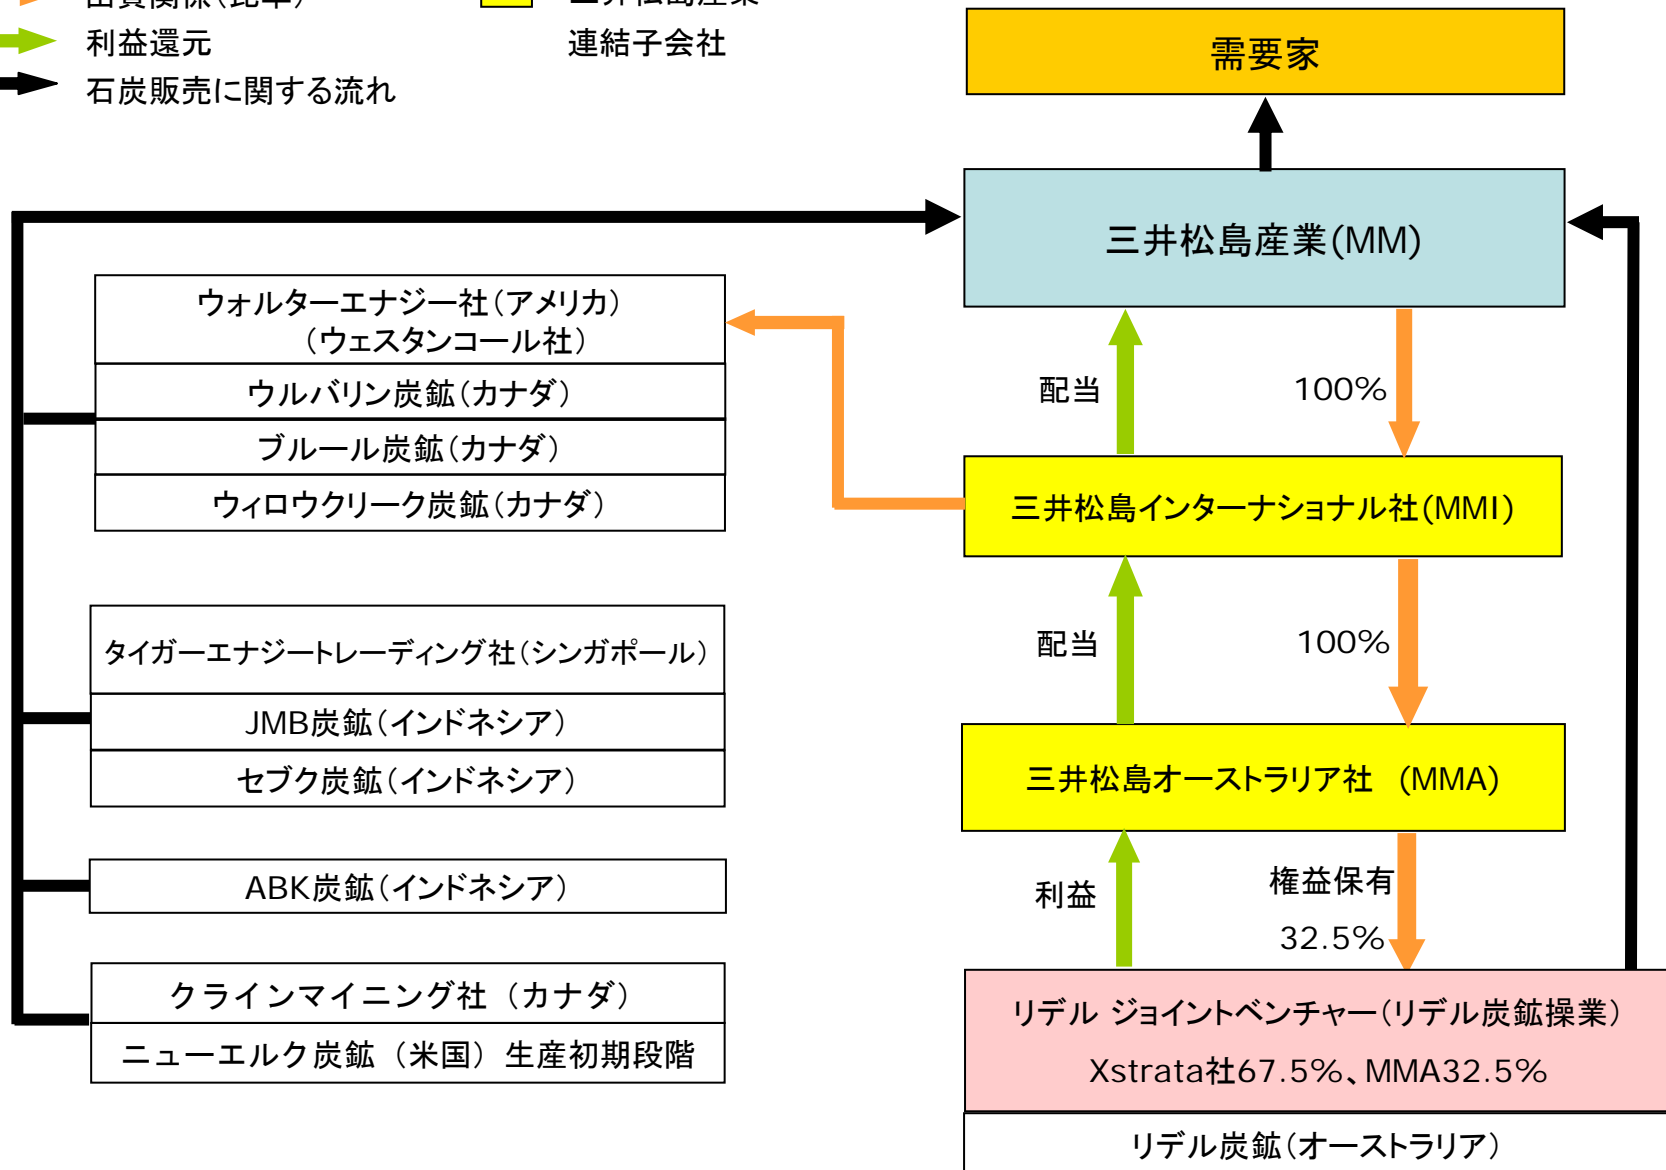 出資関係(比率)
利益還元
石炭販売に関する流れ
三井松島産業
連結子会社
需要家
三井松島産業(MM)
ウォルターエナジー社(アメリカ)
(ウェスタンコール社)
ウルバリン炭鉱(カナダ)
ブルール炭鉱(カナダ)
ウィロウクリーク炭鉱(カナダ)
配当
100%
三井松島インターナショナル社(MMI)
タイガーエナジートレーディング社(シンガポール)
JMB炭鉱(インドネシア)
セブク炭鉱(インドネシア)
配当
100%
三井松島オーストラリア社 (MMA)
ABK炭鉱(インドネシア)
利益
権益保有
32.5%
クラインマイニング社 (カナダ)
ニューエルク炭鉱 (米国) 生産初期段階
リデル ジョイントベンチャー(リデル炭鉱操業)
Xstrata社67.5%、MMA32.5%
リデル炭鉱(オーストラリア)